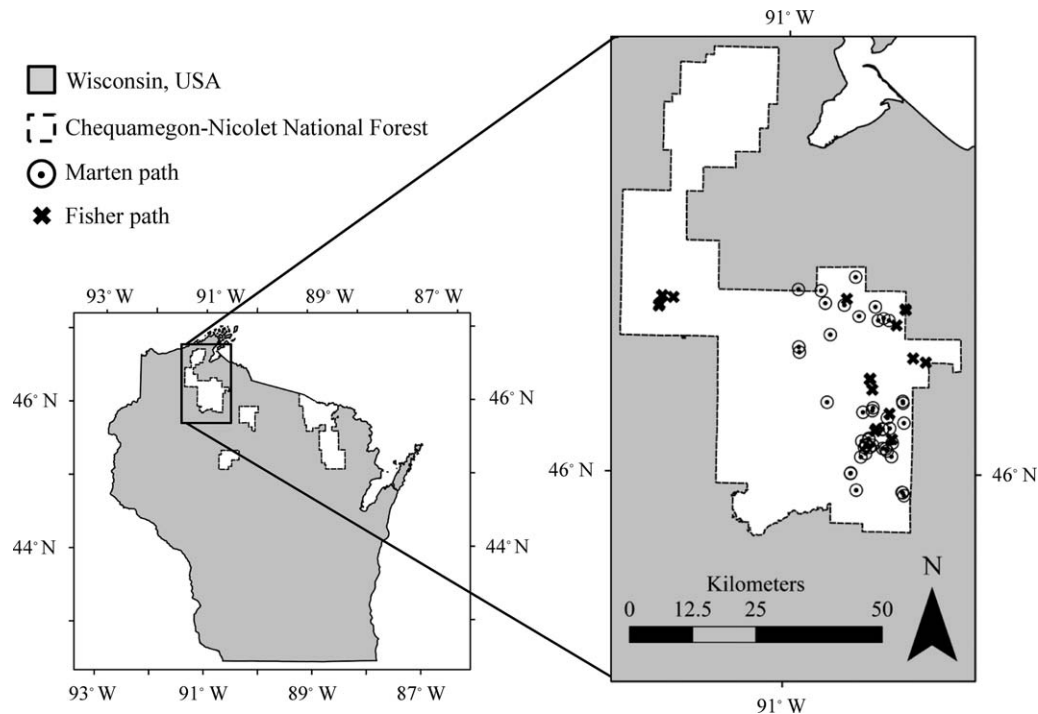 91° W
Wisconsin, USA
Chequamegon-Nicolet National Forest
Marten path
Fisher path
93° W 91° W 89° W 87° W
46° N 46° N
44° N 44° N
93° W 91° W 89° W 87° W
46° N 46° N
Kilometers
0 12.5 25 50
N
91° W